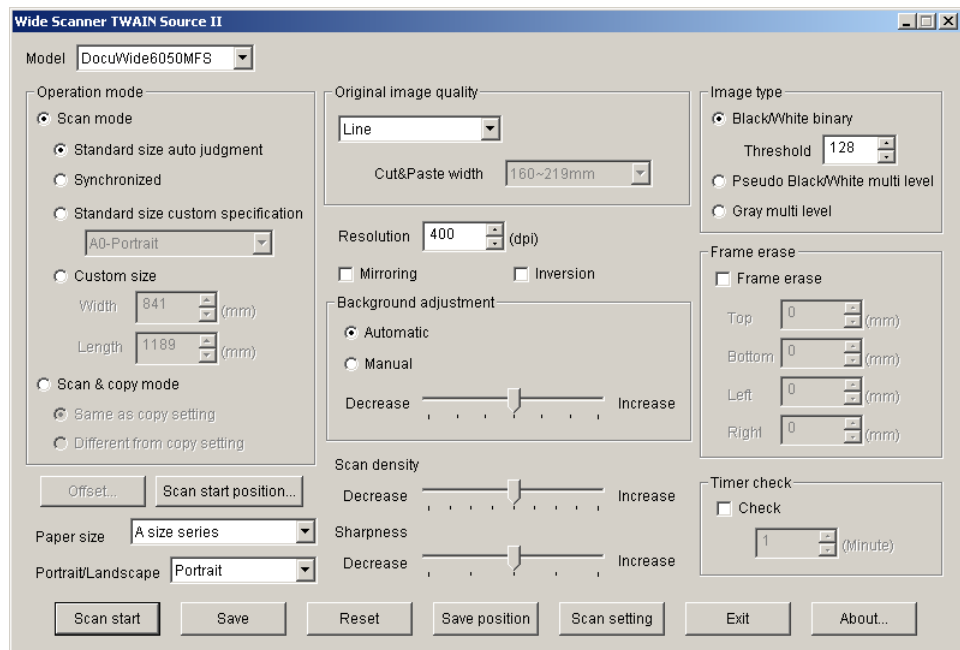 Wide Scanner TWAIN Source II
Model DocuWide6050MFS
Operation mode
Scan mode
Standard size auto judgment
Synchronized
Standard size custom specification
A0-Portrait
Custom size
Width 841 (mm)
Length 1189 (mm)
Scan & copy mode
Same as copy setting
Different from copy setting
Offset... Scan start position...
Paper size A size series
Portrait/Landscape Portrait
Original image quality
Line
Cut&Paste width 160~219mm
Resolution 400 (dpi)
Mirroring Inversion
Background adjustment
Automatic
Manual
Decrease Increase
Scan density
Decrease Increase
Sharpness
Decrease Increase
Image type
Black/White binary
Threshold 128
Pseudo Black/White multi level
Gray multi level
Frame erase
Frame erase
Top 0 (mm)
Bottom 0 (mm)
Left 0 (mm)
Right 0 (mm)
Timer check
Check
1 (Minute)
Scan start Save Reset Save position Scan setting Exit About...